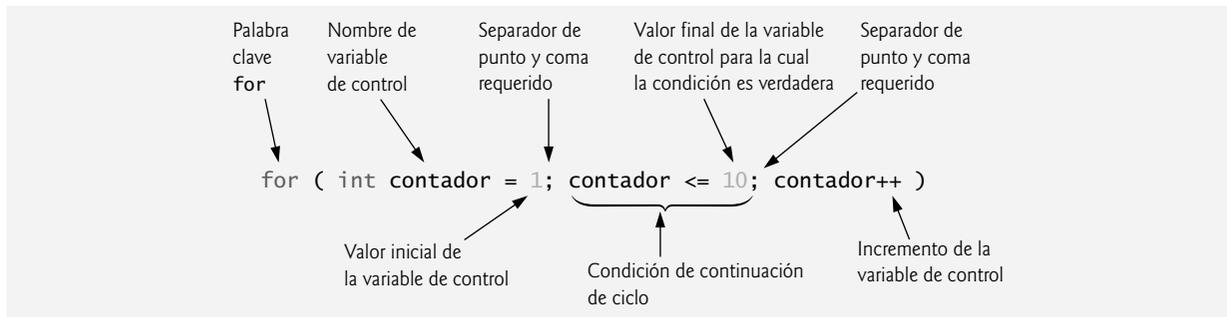 Palabra
clave
for
Nombre de
variable
de control
Separador de
punto y coma
requerido
Valor final de la variable
de control para la cual
la condición es verdadera
Separador de
punto y coma
requerido
for ( int contador = 1; contador <= 10; contador++ )
Valor inicial de
la variable de control
Condición de continuación
de ciclo
Incremento de la
variable de control